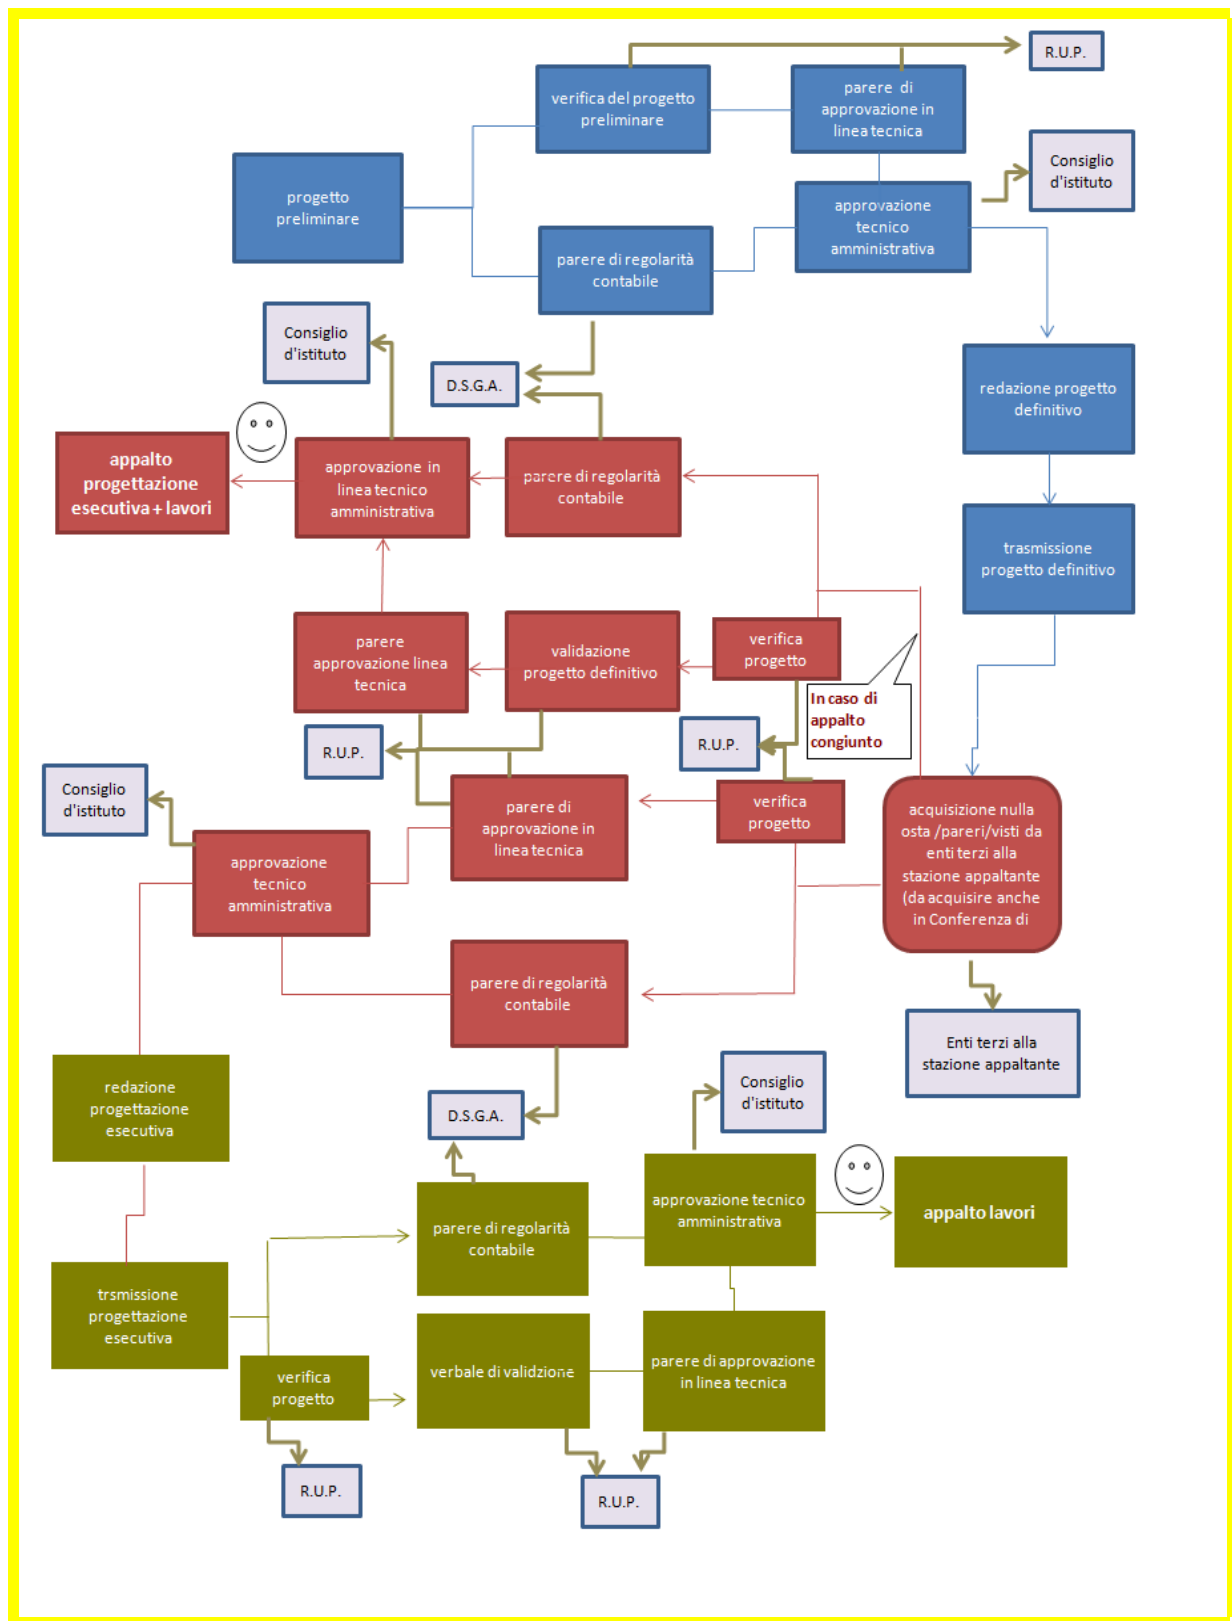 R.U.P.
verifica del progetto
preliminare
parere di
approvazione in
linea tecnica
Consiglio
d'istituto
progetto
preliminare
approvazione
tecnico
amministrativa
parere di regolarità
contabile
Consiglio
d'istituto
D.S.G.A.
redazione progetto
definitivo
appalto
progettazione
esecutiva + lavori
approvazione in
linea tecnico
amministrativa
parere di regolarità
contabile
trasmissione
progetto definitivo
parere
approvazione linea
tecnica
validazione
progetto definitivo
verifica
progetto
In caso di
appalto
congiunto
R.U.P.
R.U.P.
Consiglio
d'istituto
parere di
approvazione in
linea tecnica
verifica
progetto
acquisizione nulla
osta /pareri/visti da
enti terzi alla
stazione appaltante
(da acquisire anche
in Conferenza di
approvazione
tecnico
amministrativa
parere di regolarità
contabile
Enti terzi alla
stazione appaltante
redazione
progettazione
esecutiva
D.S.G.A.
Consiglio
d'istituto
parere di regolarità
contabile
approvazione tecnico
amministrativa
appalto lavori
trsmissione
progettazione
esecutiva
verifica
progetto
verbale di validzione
parere di approvazione
in linea tecnica
R.U.P.
R.U.P.